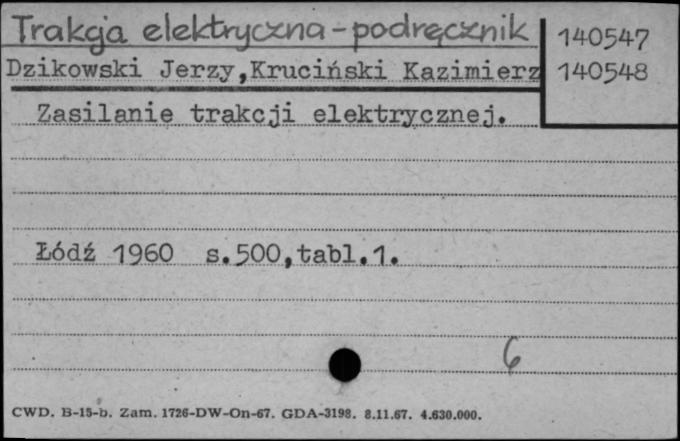 Trakcja elektryczna - podręcznik
140547
Dzikowski Jerzy, Kruciński Kazimierz
140548
Zasilanie trakcji elektrycznej.
Łódź 1960 s.500,tabl.1.
6
CWD. B-15-b. Zam. 1726-DW-On-67. GDA-3198. 8.11.67. 4.630.000.